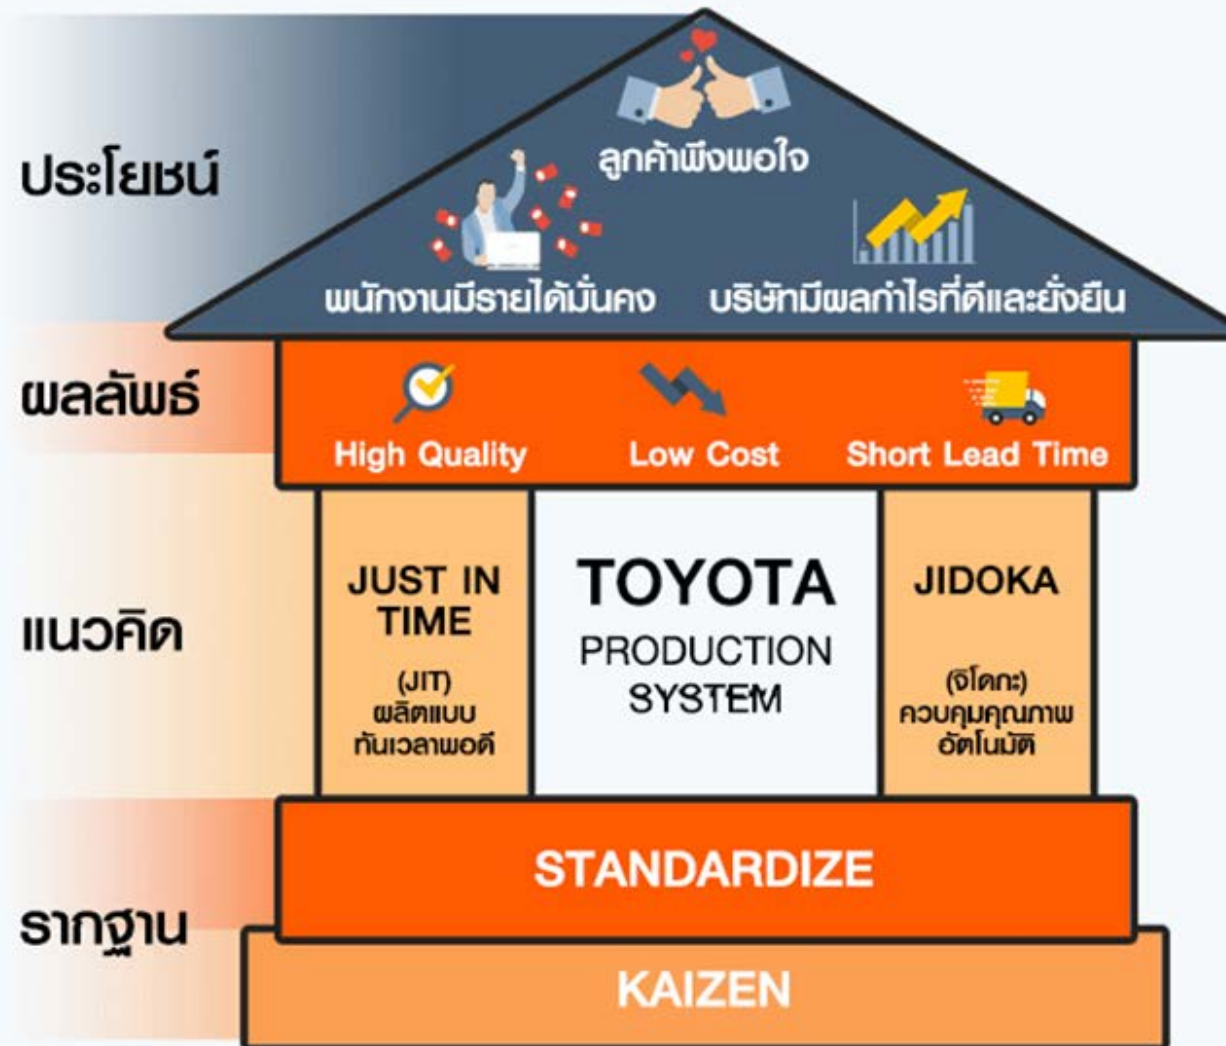 ประโยชน์
ลูกค้าพึงพอใจ
พนักงานมีรายได้มั่นคง
บริษัทมีผลกำไรที่ดีและยั่งยืน
ผลลัพธ์
High Quality
Low Cost
Short Lead Time
แนวคิด
JUST IN
TIME
(JIT)
ผลิตแบบ
ทันเวลาพอดี
TOYOTA
PRODUCTION
SYSTEM
JIDOKA
(จิโดกะ)
ควบคุมคุณภาพ
อัตโนมัติ
รากฐาน
STANDARDIZE
KAIZEN